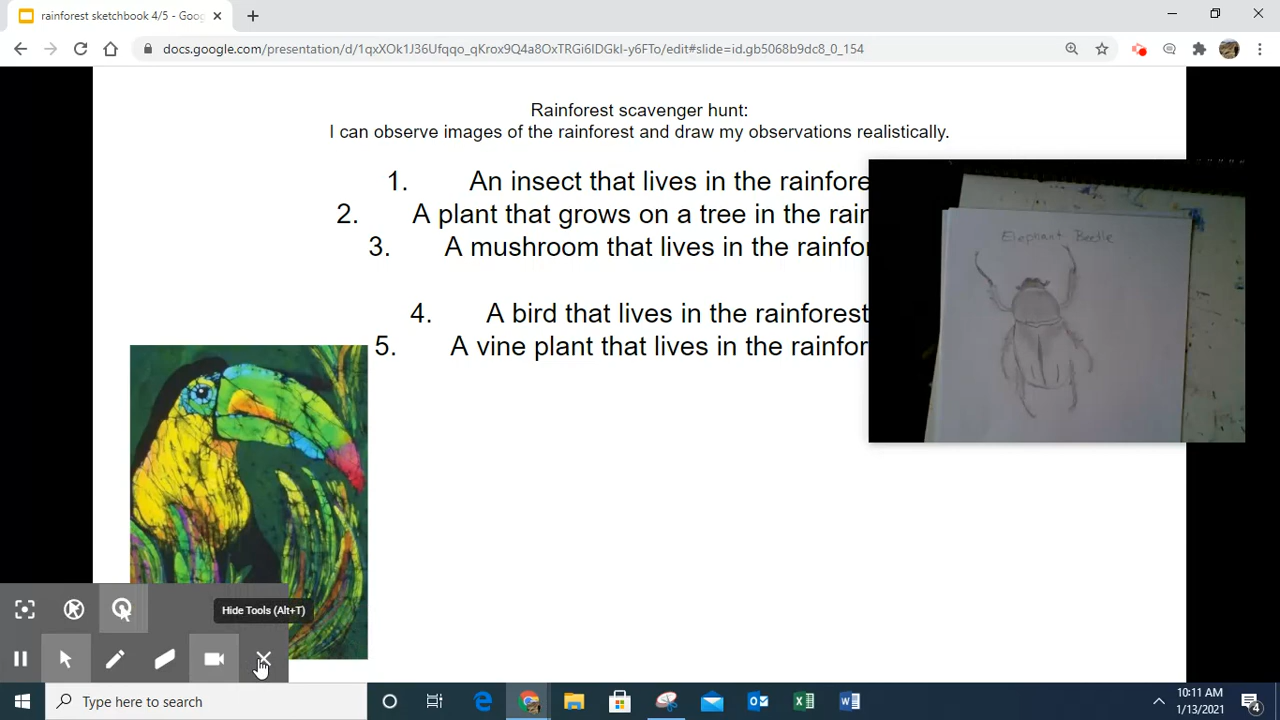 rainforest sketchbook 4/5 - Goog
docs.google.com/presentation/d/1qxXOk1J36Ufqqo_qKrox9Q4a8OxTRGi6IDGkI-y6FTo/edit#slide=id.gb5068b9dc8_0_154
Rainforest scavenger hunt:
I can observe images of the rainforest and draw my observations realistically.
1. An insect that lives in the rainfore
2. A plant that grows on a tree in the rain
3. A mushroom that lives in the rainfor
4. A bird that lives in the rainforest
5. A vine plant that lives in the rainfor
Elephant Beetle
Hide Tools (Alt+T)
Type here to search
10:11 AM
1/13/2021
4